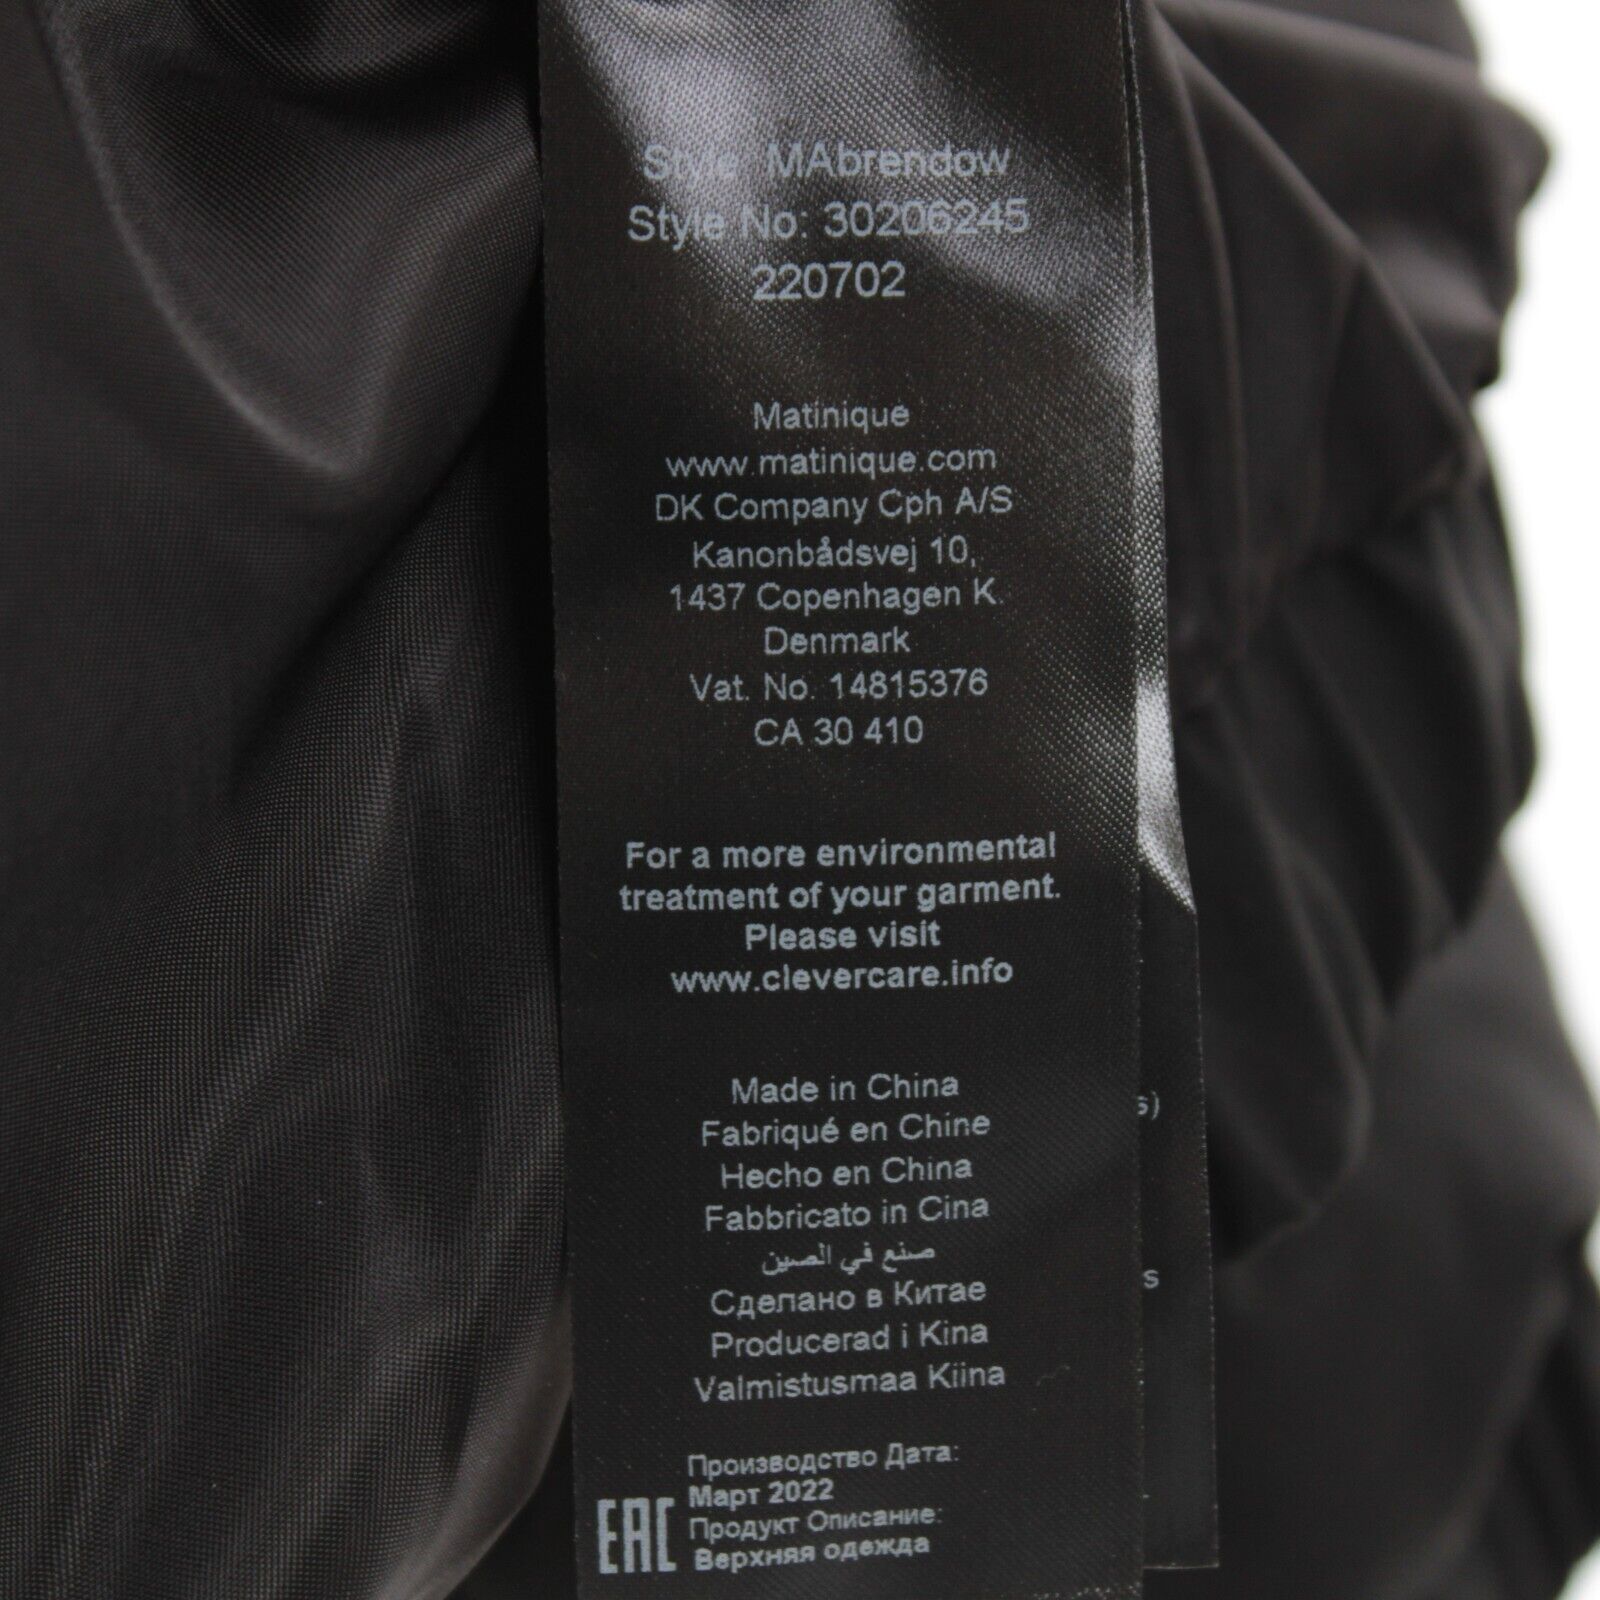 Style: MAbrendow
Style No: 30206245
220702
Matinique
www.matinique.com
DK Company Cph A/S
Kanonbådsvej 10,
1437 Copenhagen K.
Denmark
Vat. No. 14815376
CA 30 410
For a more environmental
treatment of your garment.
Please visit
www.clevercare.info
Made in China
Fabriqué en Chine
Hecho en China
Fabbricato in Cina
صنع في الصين
Сделано в Китае
Producerad i Kina
Valmistusmaa Kiina
Производство Дата:
Март 2022
EAC
Продукт Описание:
Верхняя одежда
s)
s